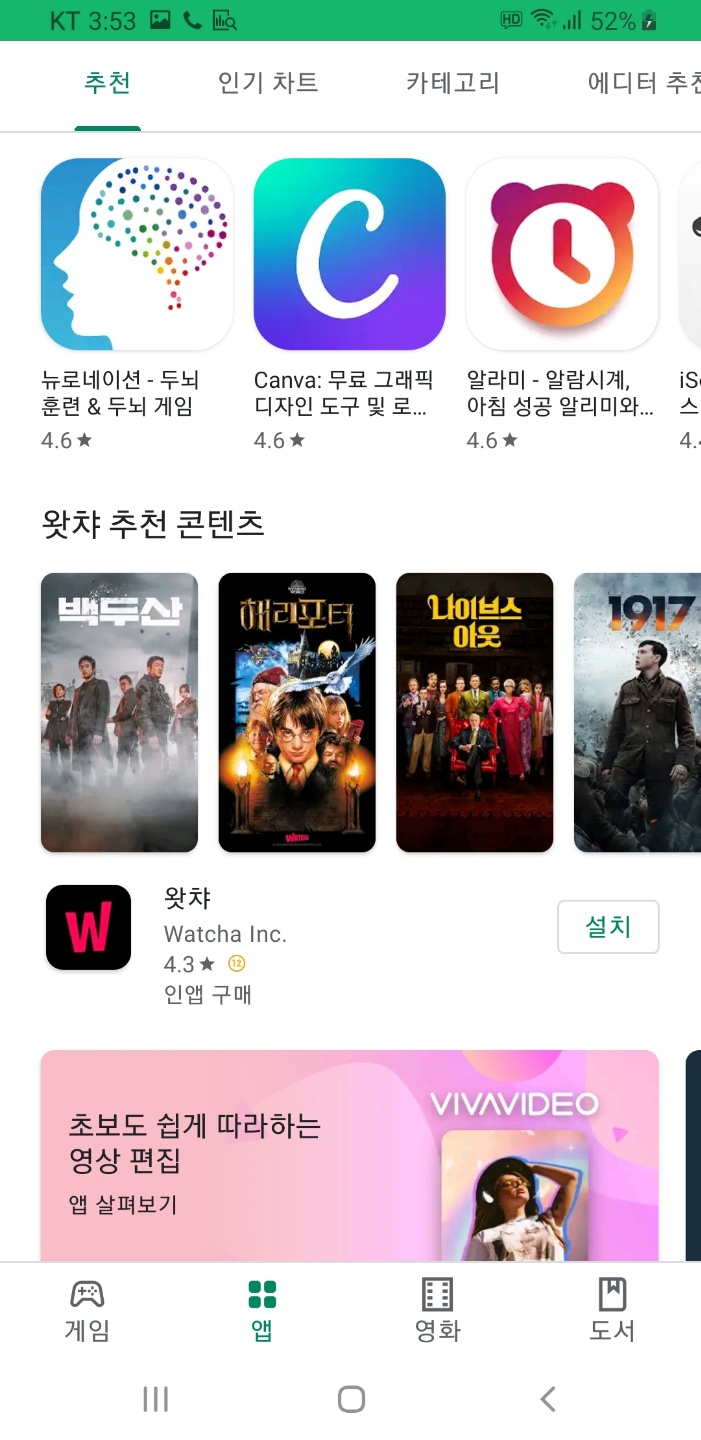 KT 3:53
HD 52%
추천 인기 차트 카테고리 에디터 추천
뉴로네이션 - 두뇌
훈련 & 두뇌 게임
4.6★
Canva: 무료 그래픽
디자인 도구 및 로...
4.6★
알라미 - 알람시계,
아침 성공 알리미와...
4.6★
왓챠 추천 콘텐츠
백두산
해리포터
WATCHA
나이브스
아웃
1917
W
왓챠
Watcha Inc.
4.3★ 12
인앱 구매
설치
초보도 쉽게 따라하는
영상 편집
앱 살펴보기
VIVAVIDEO
게임 앱 영화 도서